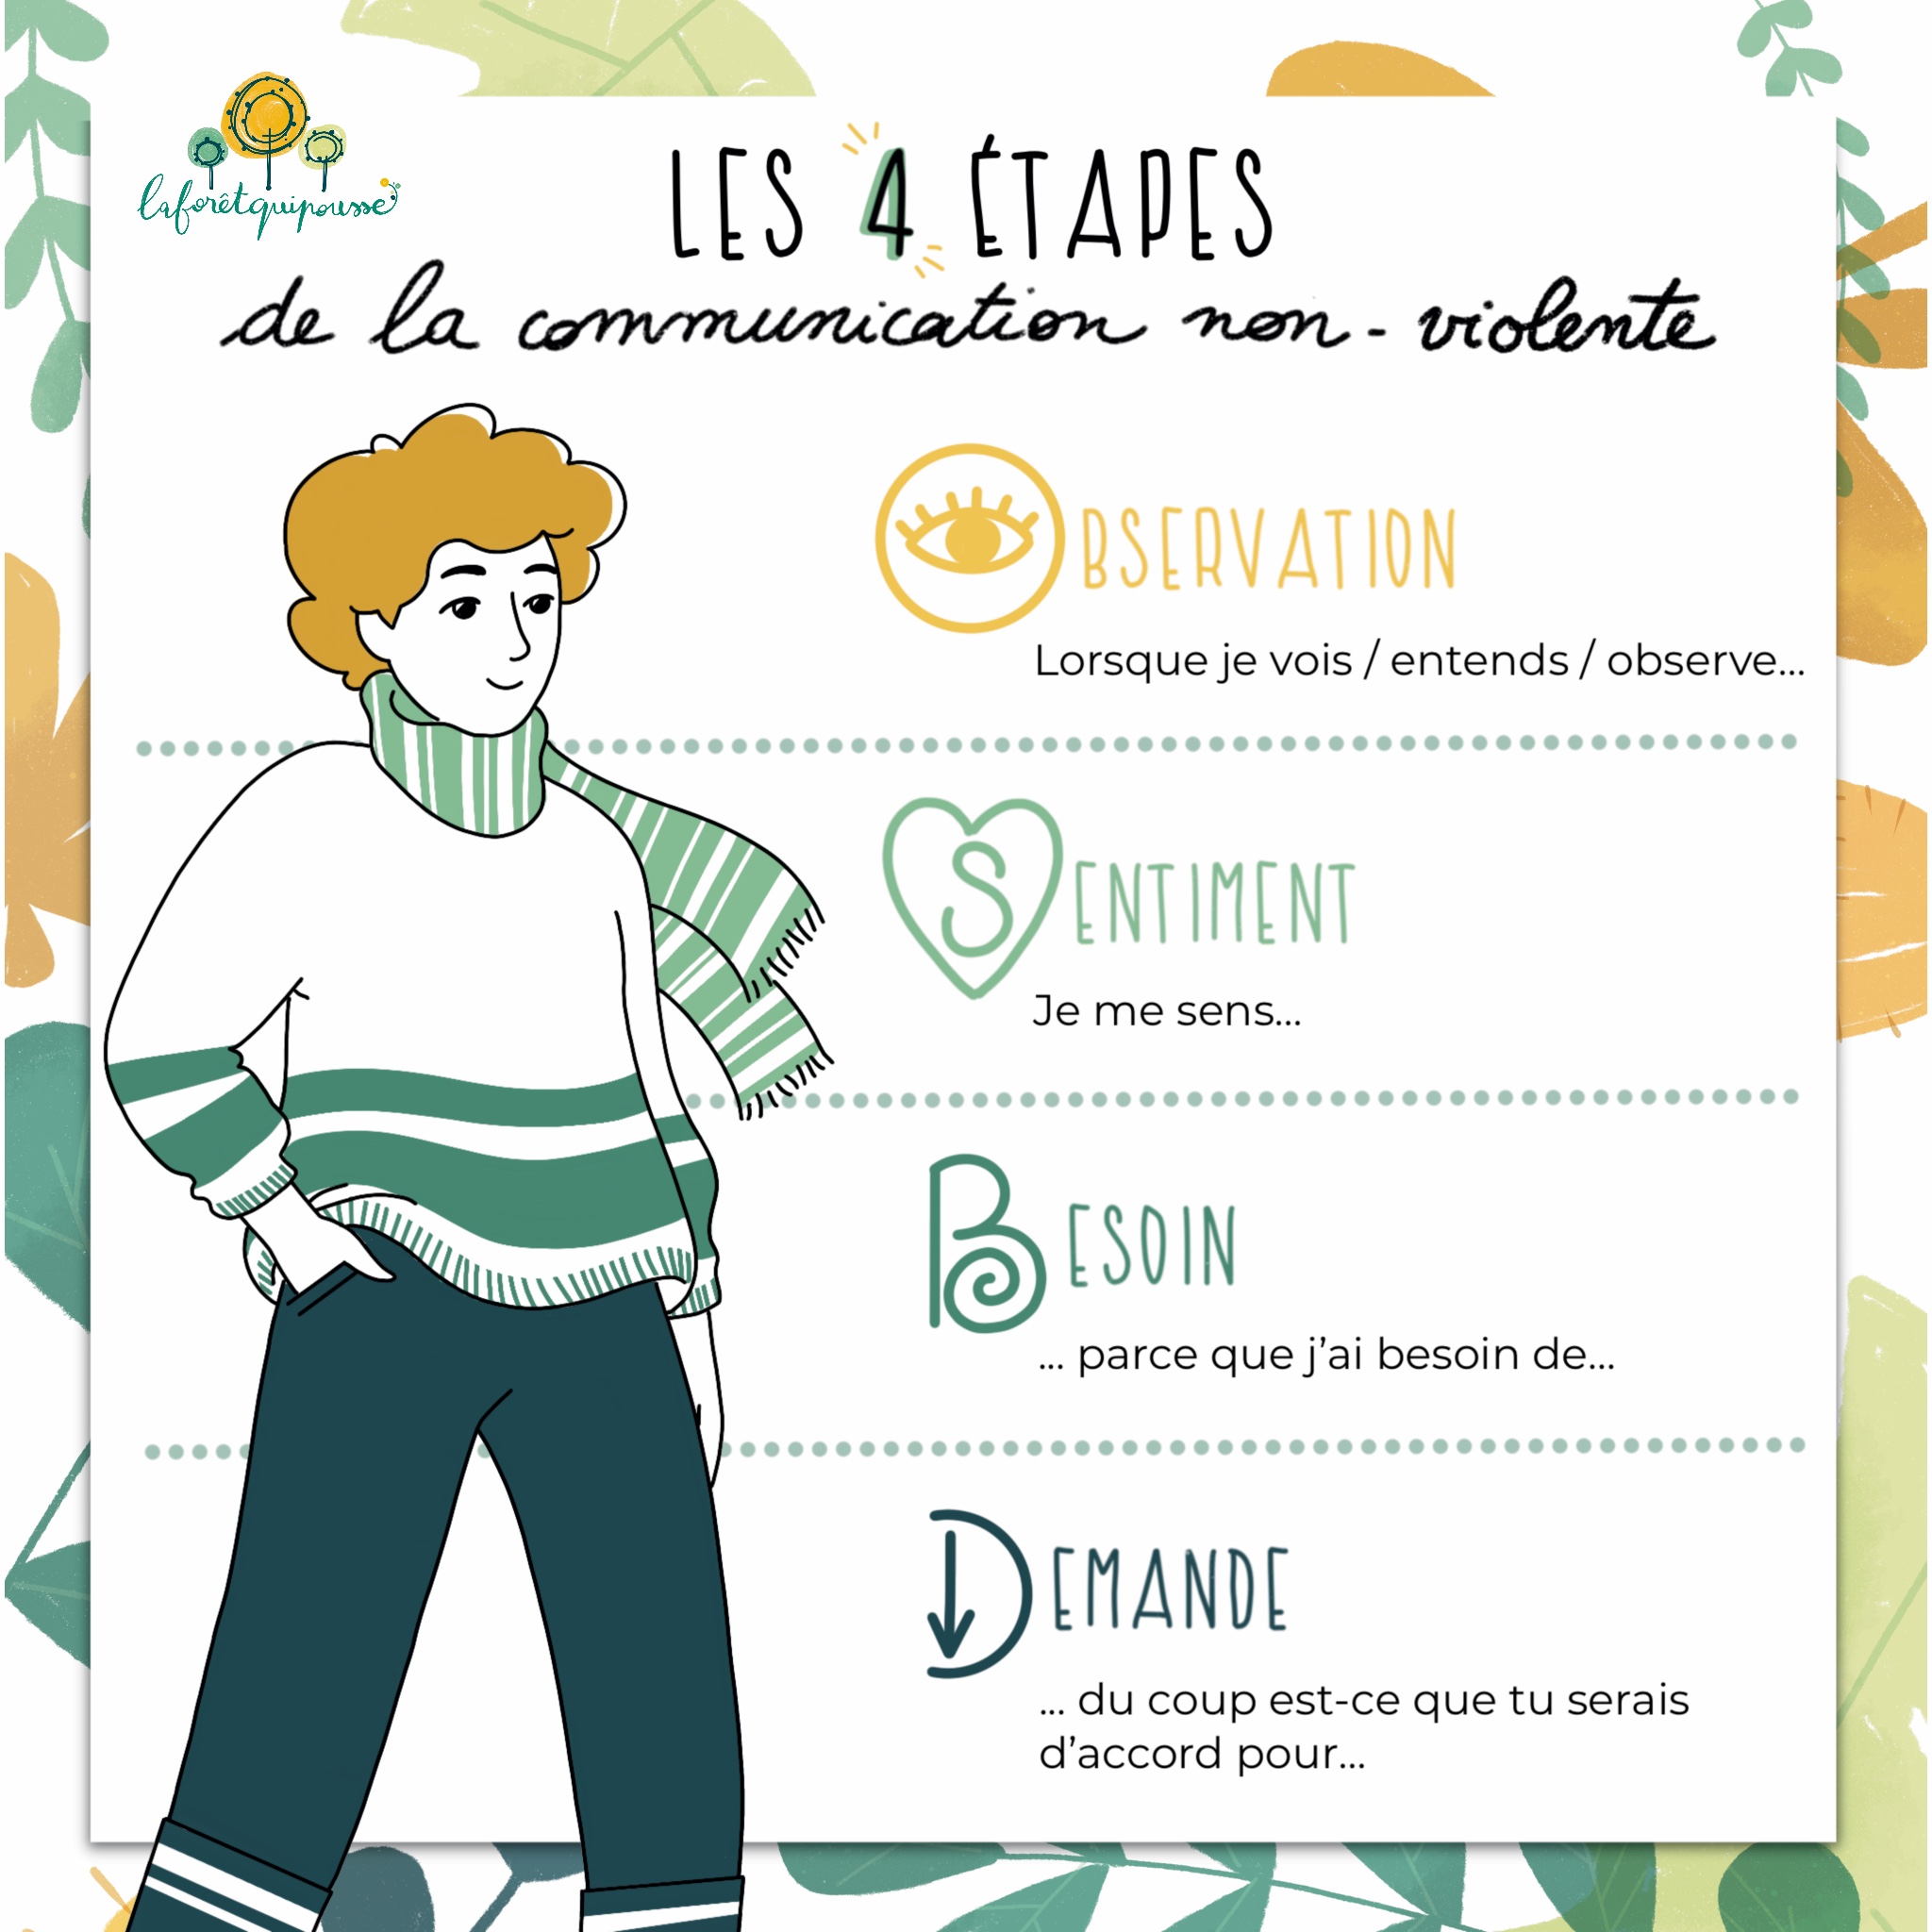 laforêtquipousse
LES 4 ÉTAPES
de la communication non-violente
OBSERVATION
Lorsque je vois / entends / observe...
SENTIMENT
Je me sens...
BESOIN
... parce que j’ai besoin de...
DEMANDE
... du coup est-ce que tu serais
d’accord pour...